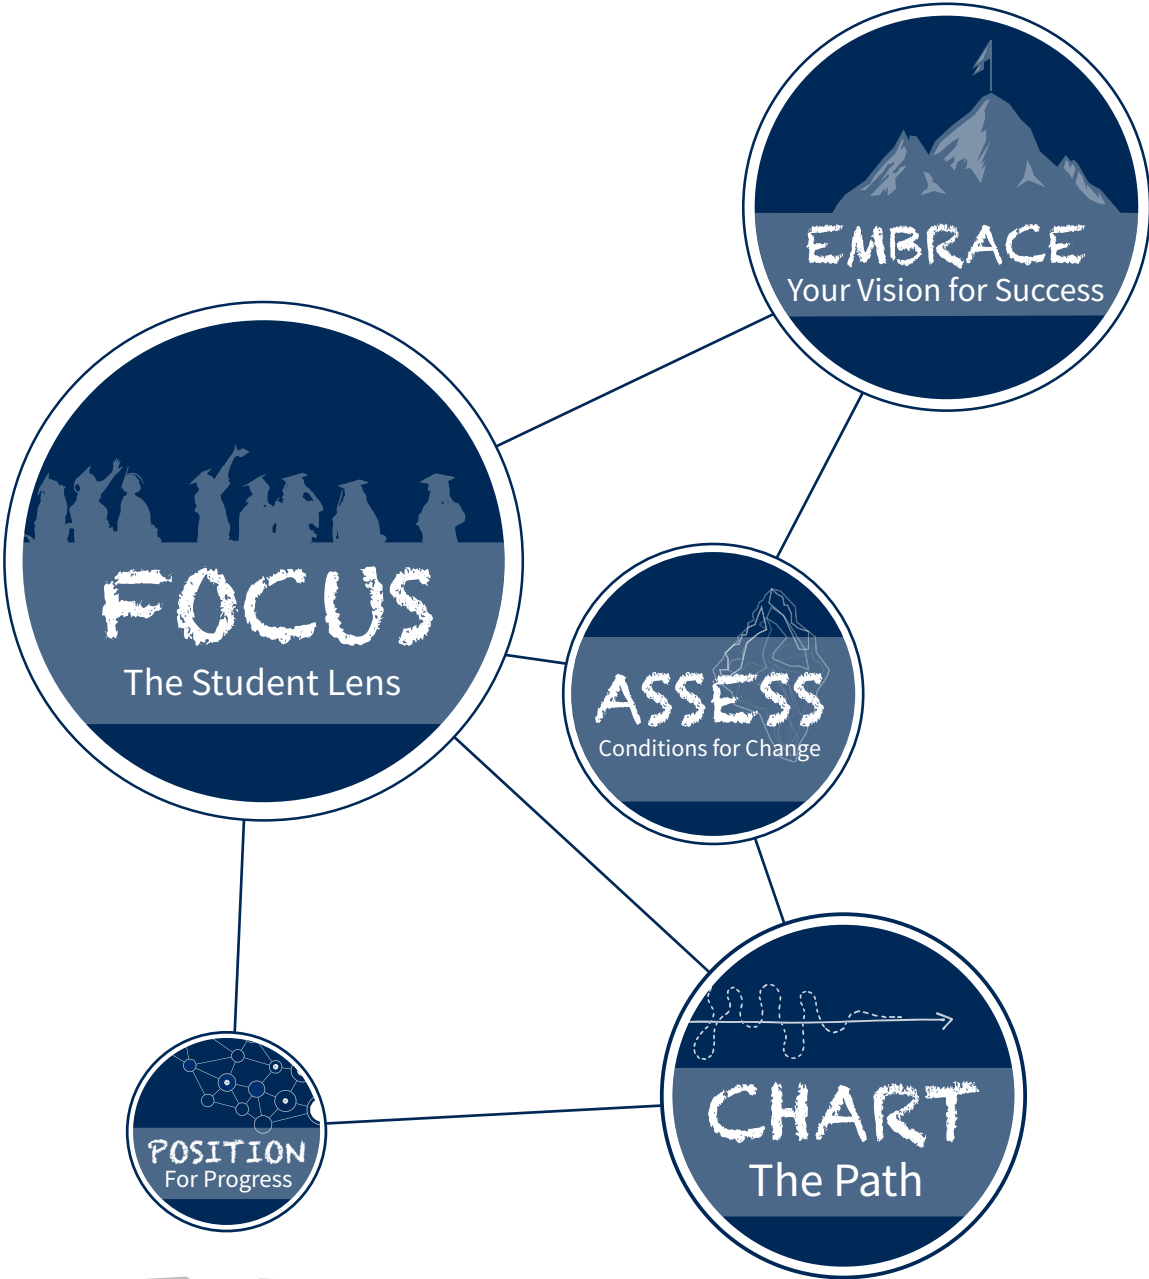 EMBRACE
Your Vision for Success
FOCUS
The Student Lens
ASSESS
Conditions for Change
CHART
The Path
POSITION
For Progress